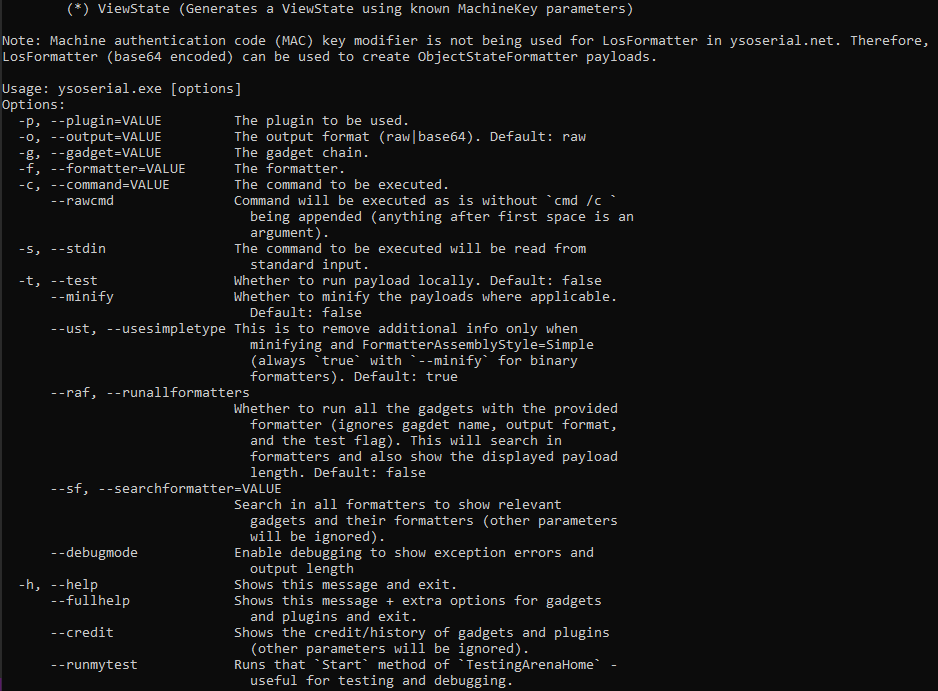 (*) ViewState (Generates a ViewState using known MachineKey parameters)
Note: Machine authentication code (MAC) key modifier is not being used for LosFormatter in ysoserial.net. Therefore,
LosFormatter (base64 encoded) can be used to create ObjectStateFormatter payloads.
Usage: ysoserial.exe [options]
Options:
-p, --plugin=VALUE The plugin to be used.
-o, --output=VALUE The output format (raw|base64). Default: raw
-g, --gadget=VALUE The gadget chain.
-f, --formatter=VALUE The formatter.
-c, --command=VALUE The command to be executed.
--rawcmd Command will be executed as is without `cmd /c `
being appended (anything after first space is an
argument).
-s, --stdin The command to be executed will be read from
standard input.
-t, --test Whether to run payload locally. Default: false
--minify Whether to minify the payloads where applicable.
Default: false
--ust, --usesimpletype This is to remove additional info only when
minifying and FormatterAssemblyStyle=Simple
(always `true` with `--minify` for binary
formatters). Default: true
--raf, --runallformatters
Whether to run all the gadgets with the provided
formatter (ignores gagdet name, output format,
and the test flag). This will search in
formatters and also show the displayed payload
length. Default: false
--sf, --searchformatter=VALUE
Search in all formatters to show relevant
gadgets and their formatters (other parameters
will be ignored).
--debugmode Enable debugging to show exception errors and
output length
-h, --help Shows this message and exit.
--fullhelp Shows this message + extra options for gadgets
and plugins and exit.
--credit Shows the credit/history of gadgets and plugins
(other parameters will be ignored).
--runmytest Runs that `Start` method of `TestingArenaHome` -
useful for testing and debugging.